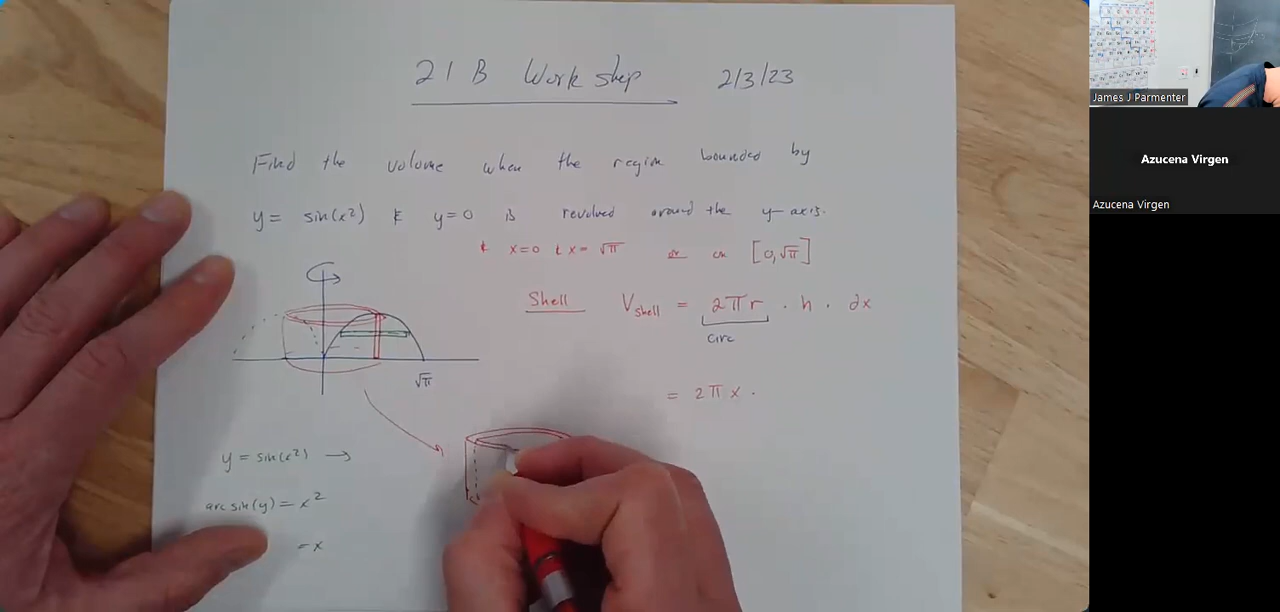 21 B Workshop 2/3/23
Find the volume when the region bounded by
y = sin(x²) & y=0 is revolved around the y-axis.
& x=0 & x= √π or on [0,√π]
Shell V_shell = 2πr · h · dx
circ
= 2πx ·
√π
y = sin(x²) →
arcsin(y) = x²
= x
James J Parmenter
Azucena Virgen
Azucena Virgen